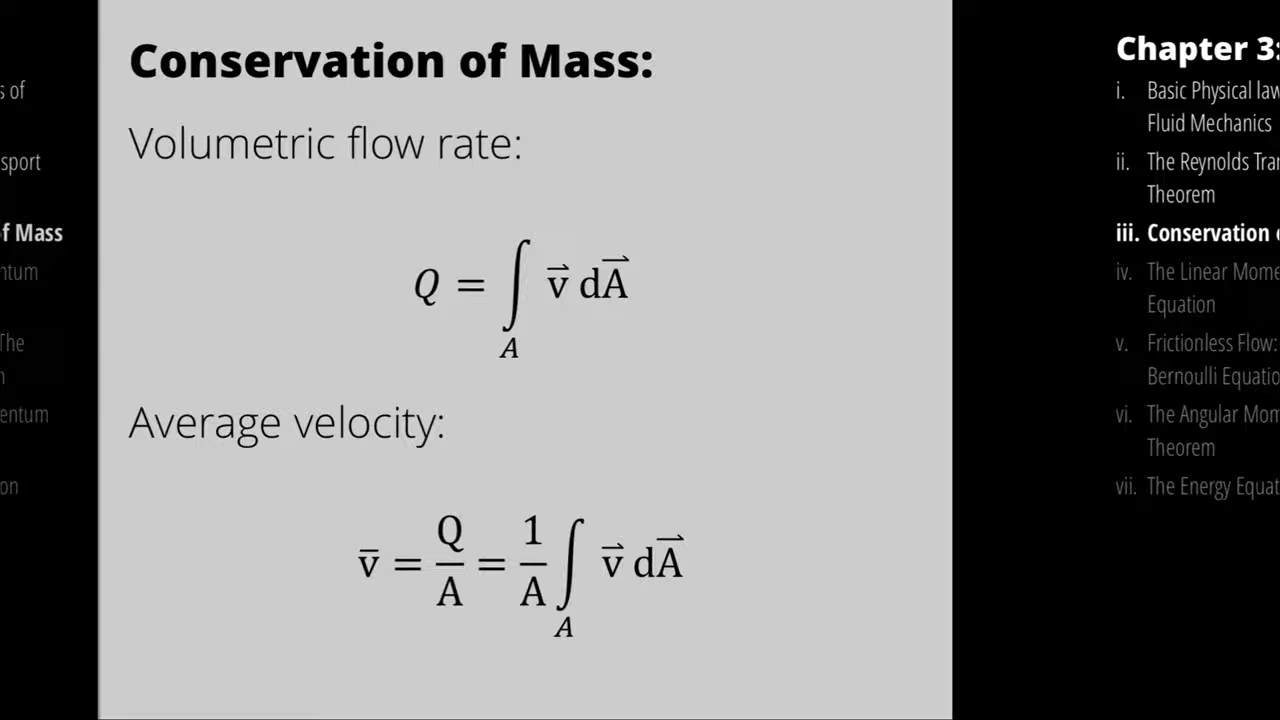 s of
sport
of Mass
ntum
The
n
entum
on
Conservation of Mass:
Volumetric flow rate:
Q = ∫_A v⃗ dA⃗
Average velocity:
v̄ = Q/A = 1/A ∫_A v⃗ dA⃗
Chapter 3:
i. Basic Physical law
Fluid Mechanics
ii. The Reynolds Tra
Theorem
iii. Conservation o
iv. The Linear Mome
Equation
v. Frictionless Flow:
Bernoulli Equatio
vi. The Angular Mom
Theorem
vii. The Energy Equat